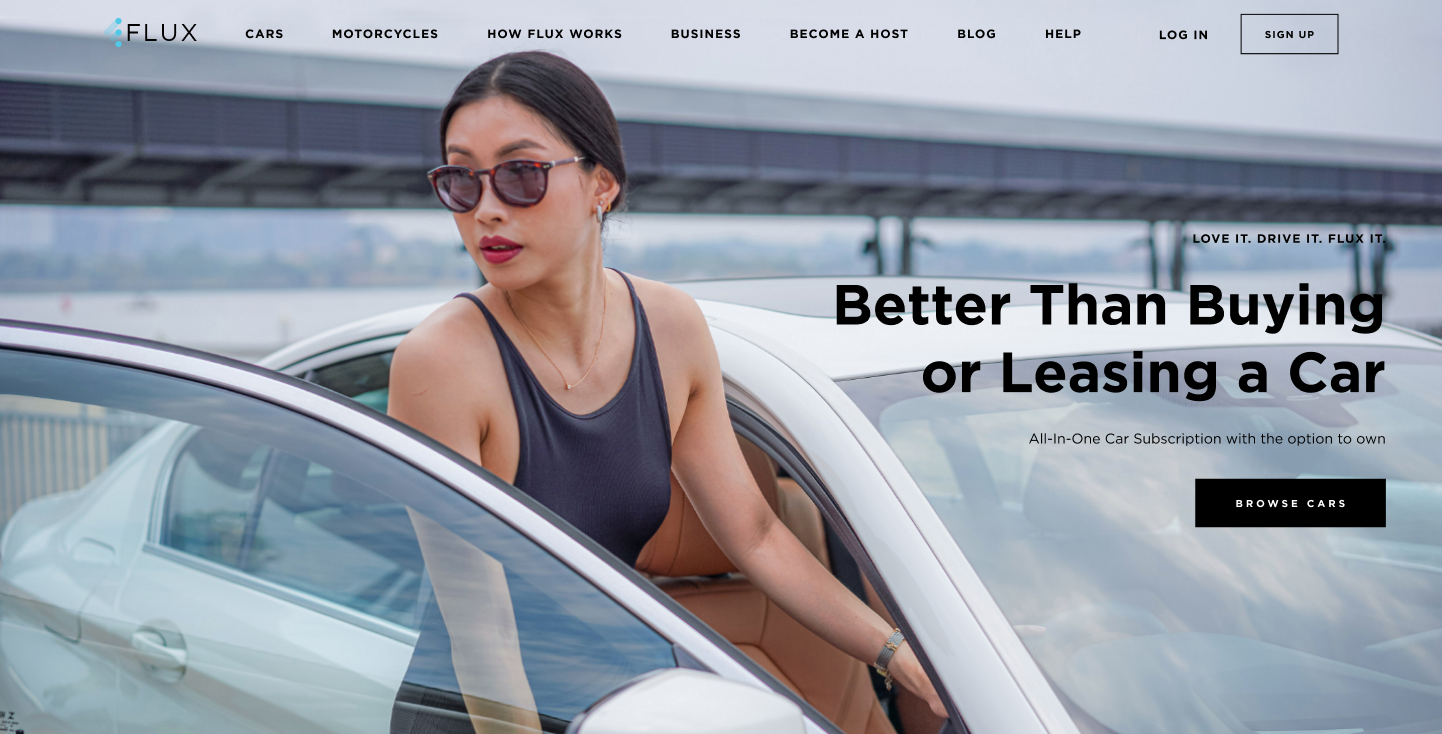 FLUX
CARS
MOTORCYCLES
HOW FLUX WORKS
BUSINESS
BECOME A HOST
BLOG
HELP
LOG IN
SIGN UP
LOVE IT. DRIVE IT. FLUX IT.
Better Than Buying
or Leasing a Car
All-In-One Car Subscription with the option to own
BROWSE CARS